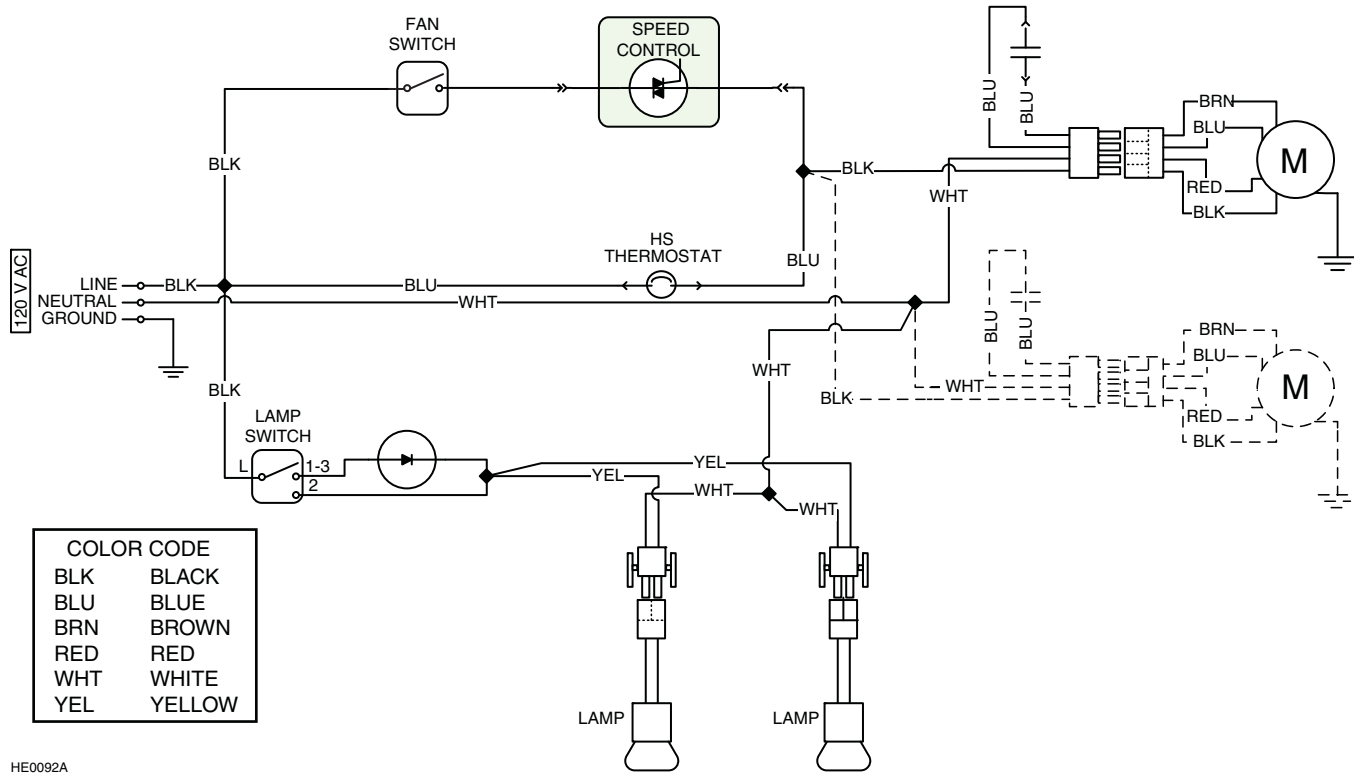 FAN
SWITCH
SPEED
CONTROL
BLU
BLU
BRN
BLU
M
RED
BLK
BLK
BLK
WHT
HS
THERMOSTAT
BLU
120 V AC
LINE
BLK
BLU
NEUTRAL
WHT
GROUND
BLU
BLU
BRN
BLU
M
RED
BLK
WHT
WHT
BLK
BLK
LAMP
SWITCH
L
1-3
2
YEL
YEL
WHT
WHT
COLOR CODE
BLK BLACK
BLU BLUE
BRN BROWN
RED RED
WHT WHITE
YEL YELLOW
LAMP
LAMP
HE0092A